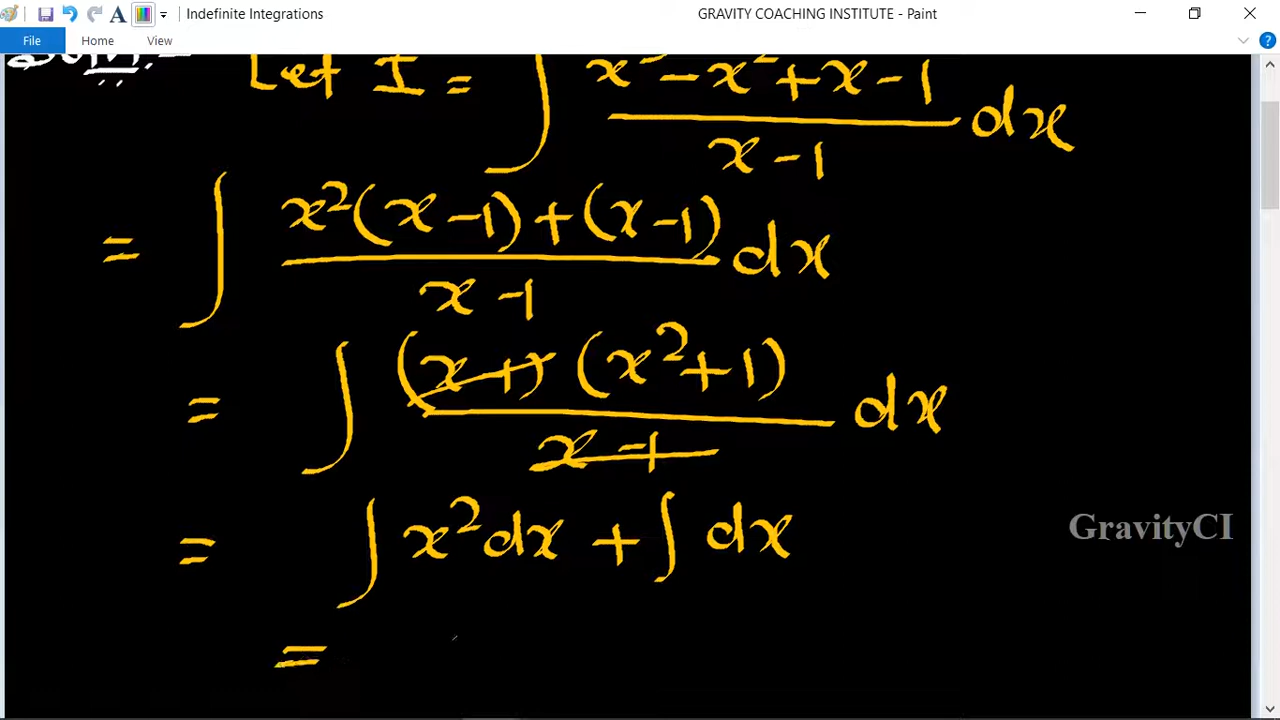 Indefinite Integrations
GRAVITY COACHING INSTITUTE - Paint
File Home View
Let I = ∫ x³ - x² + x - 1 / x - 1 dx
= ∫ x²(x - 1) + (x - 1) / x - 1 dx
= ∫ (x - 1) (x² + 1) / x - 1 dx
= ∫ x² dx + ∫ dx
=
GravityCI